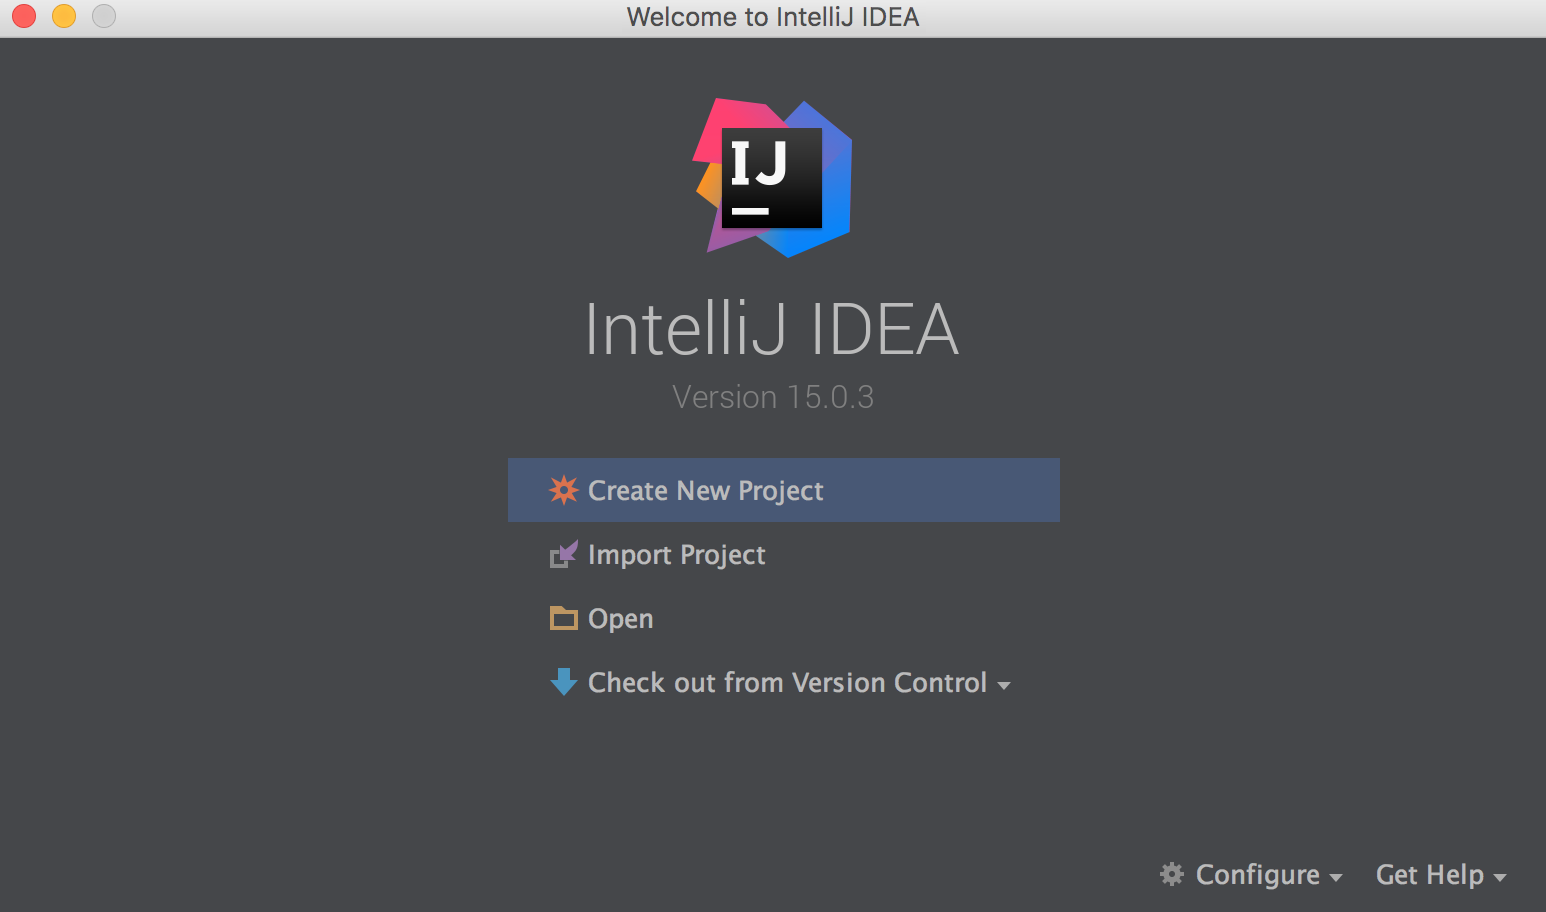 Welcome to IntelliJ IDEA
IJ
IntelliJ IDEA
Version 15.0.3
Create New Project
Import Project
Open
Check out from Version Control
Configure
Get Help